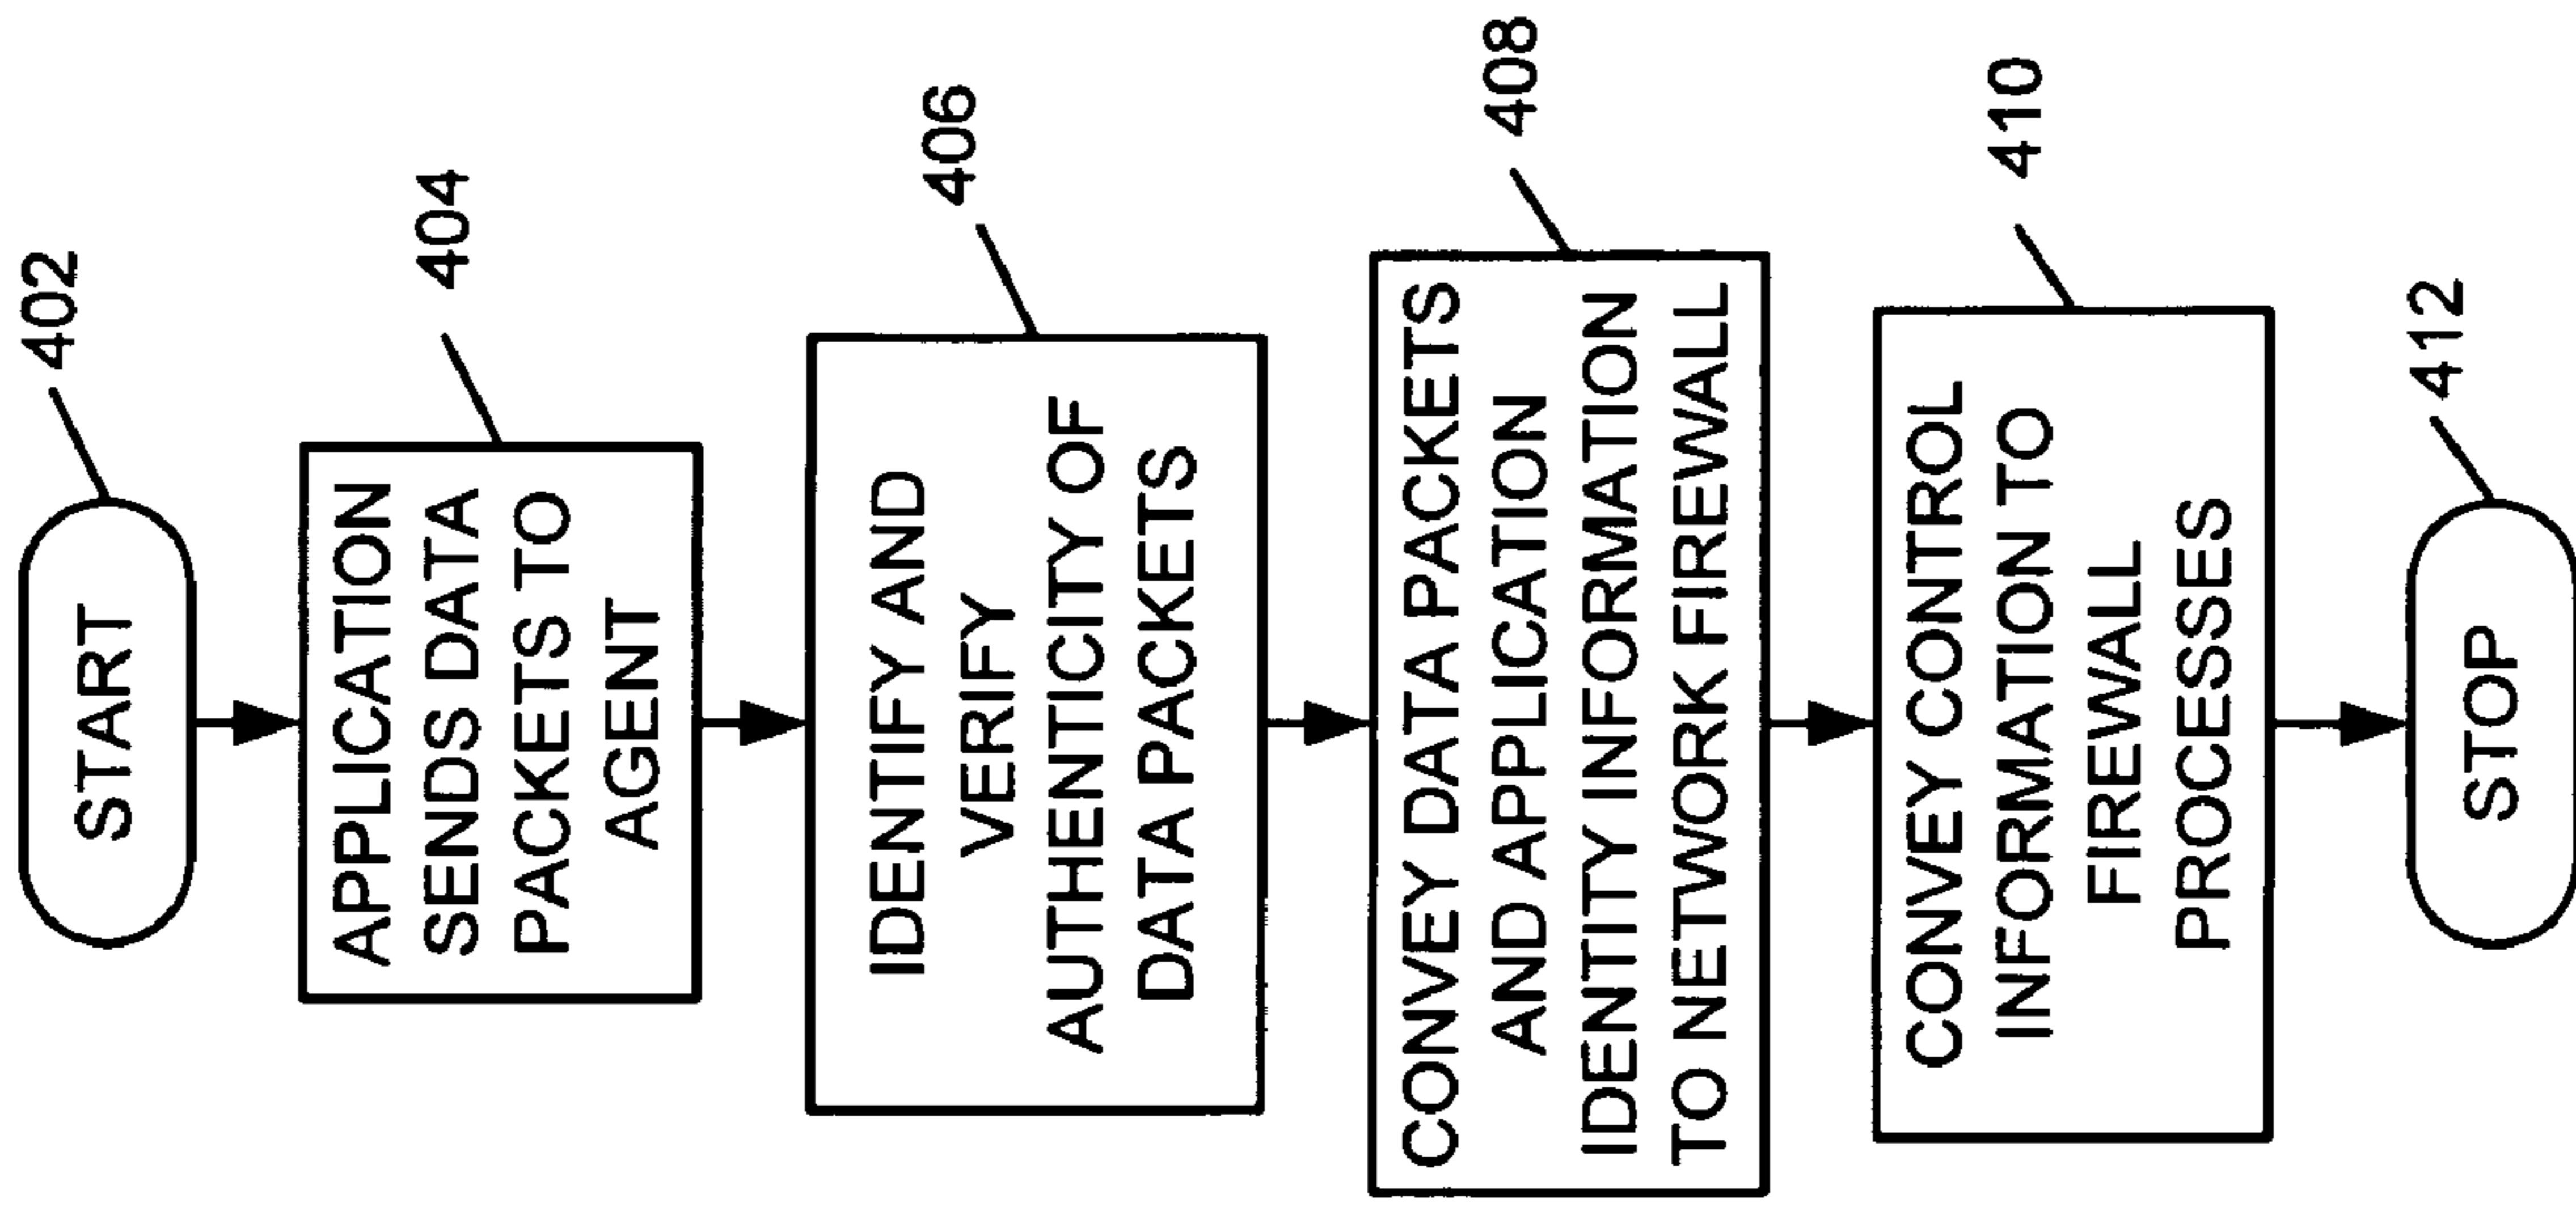 START
402
APPLICATION
SENDS DATA
PACKETS TO
AGENT
404
IDENTIFY AND
VERIFY
AUTHENTICITY OF
DATA PACKETS
406
CONVEY DATA PACKETS
AND APPLICATION
IDENTITY INFORMATION
TO NETWORK FIREWALL
408
CONVEY CONTROL
INFORMATION TO
FIREWALL
PROCESSES
410
STOP
412